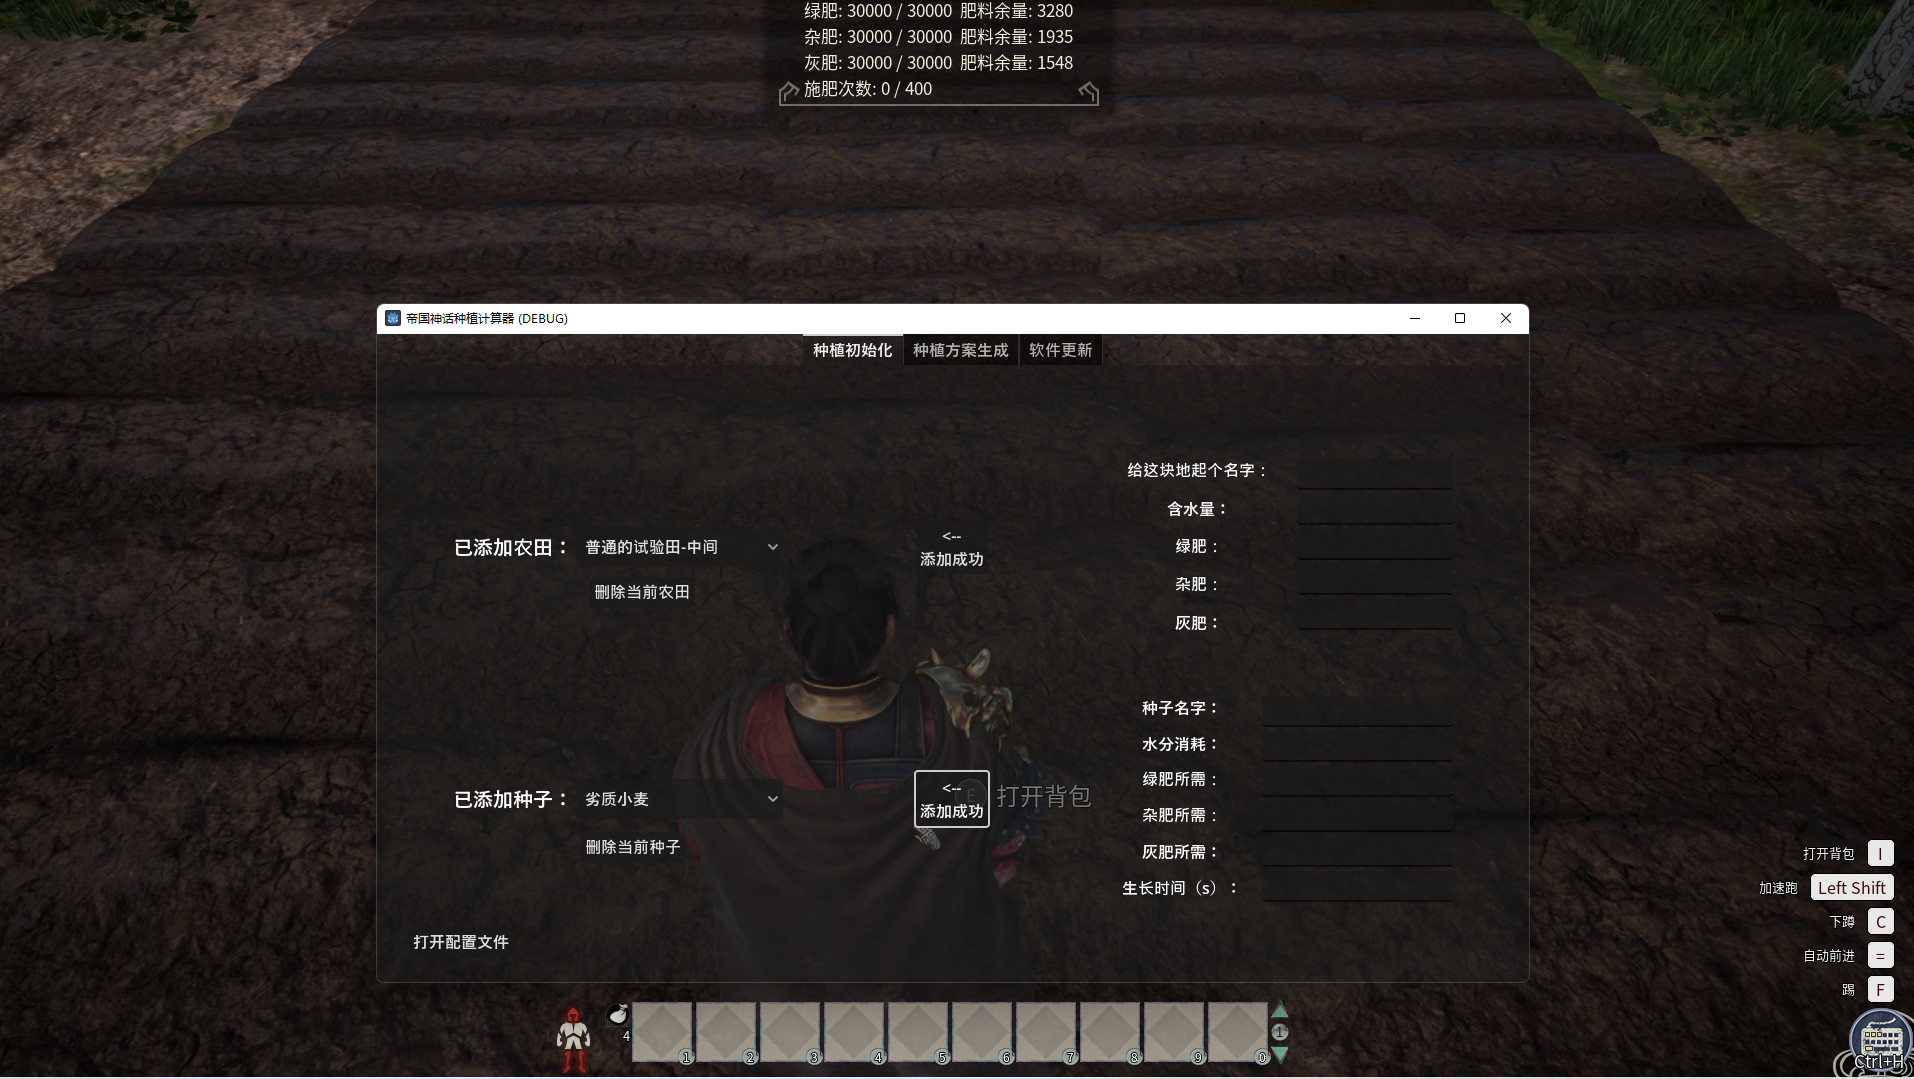 绿肥: 30000 / 30000 肥料余量: 3280
杂肥: 30000 / 30000 肥料余量: 1935
灰肥: 30000 / 30000 肥料余量: 1548
施肥次数: 0 / 400
帝国神话种植计算器 (DEBUG)
种植初始化 种植方案生成 软件更新
给这块地起个名字：
含水量：
绿肥：
杂肥：
灰肥：
已添加农田： 普通的试验田-中间
删除当前农田
<--
添加成功
种子名字：
水分消耗：
绿肥所需：
杂肥所需：
灰肥所需：
生长时间（s）：
已添加种子： 劣质小麦
删除当前种子
<--
添加成功
E 打开背包
打开配置文件
打开背包 I
加速跑 Left Shift
下蹲 C
自动前进 =
踢 F
Ctrl+H
4
1 2 3 4 5 6 7 8 9 0
1